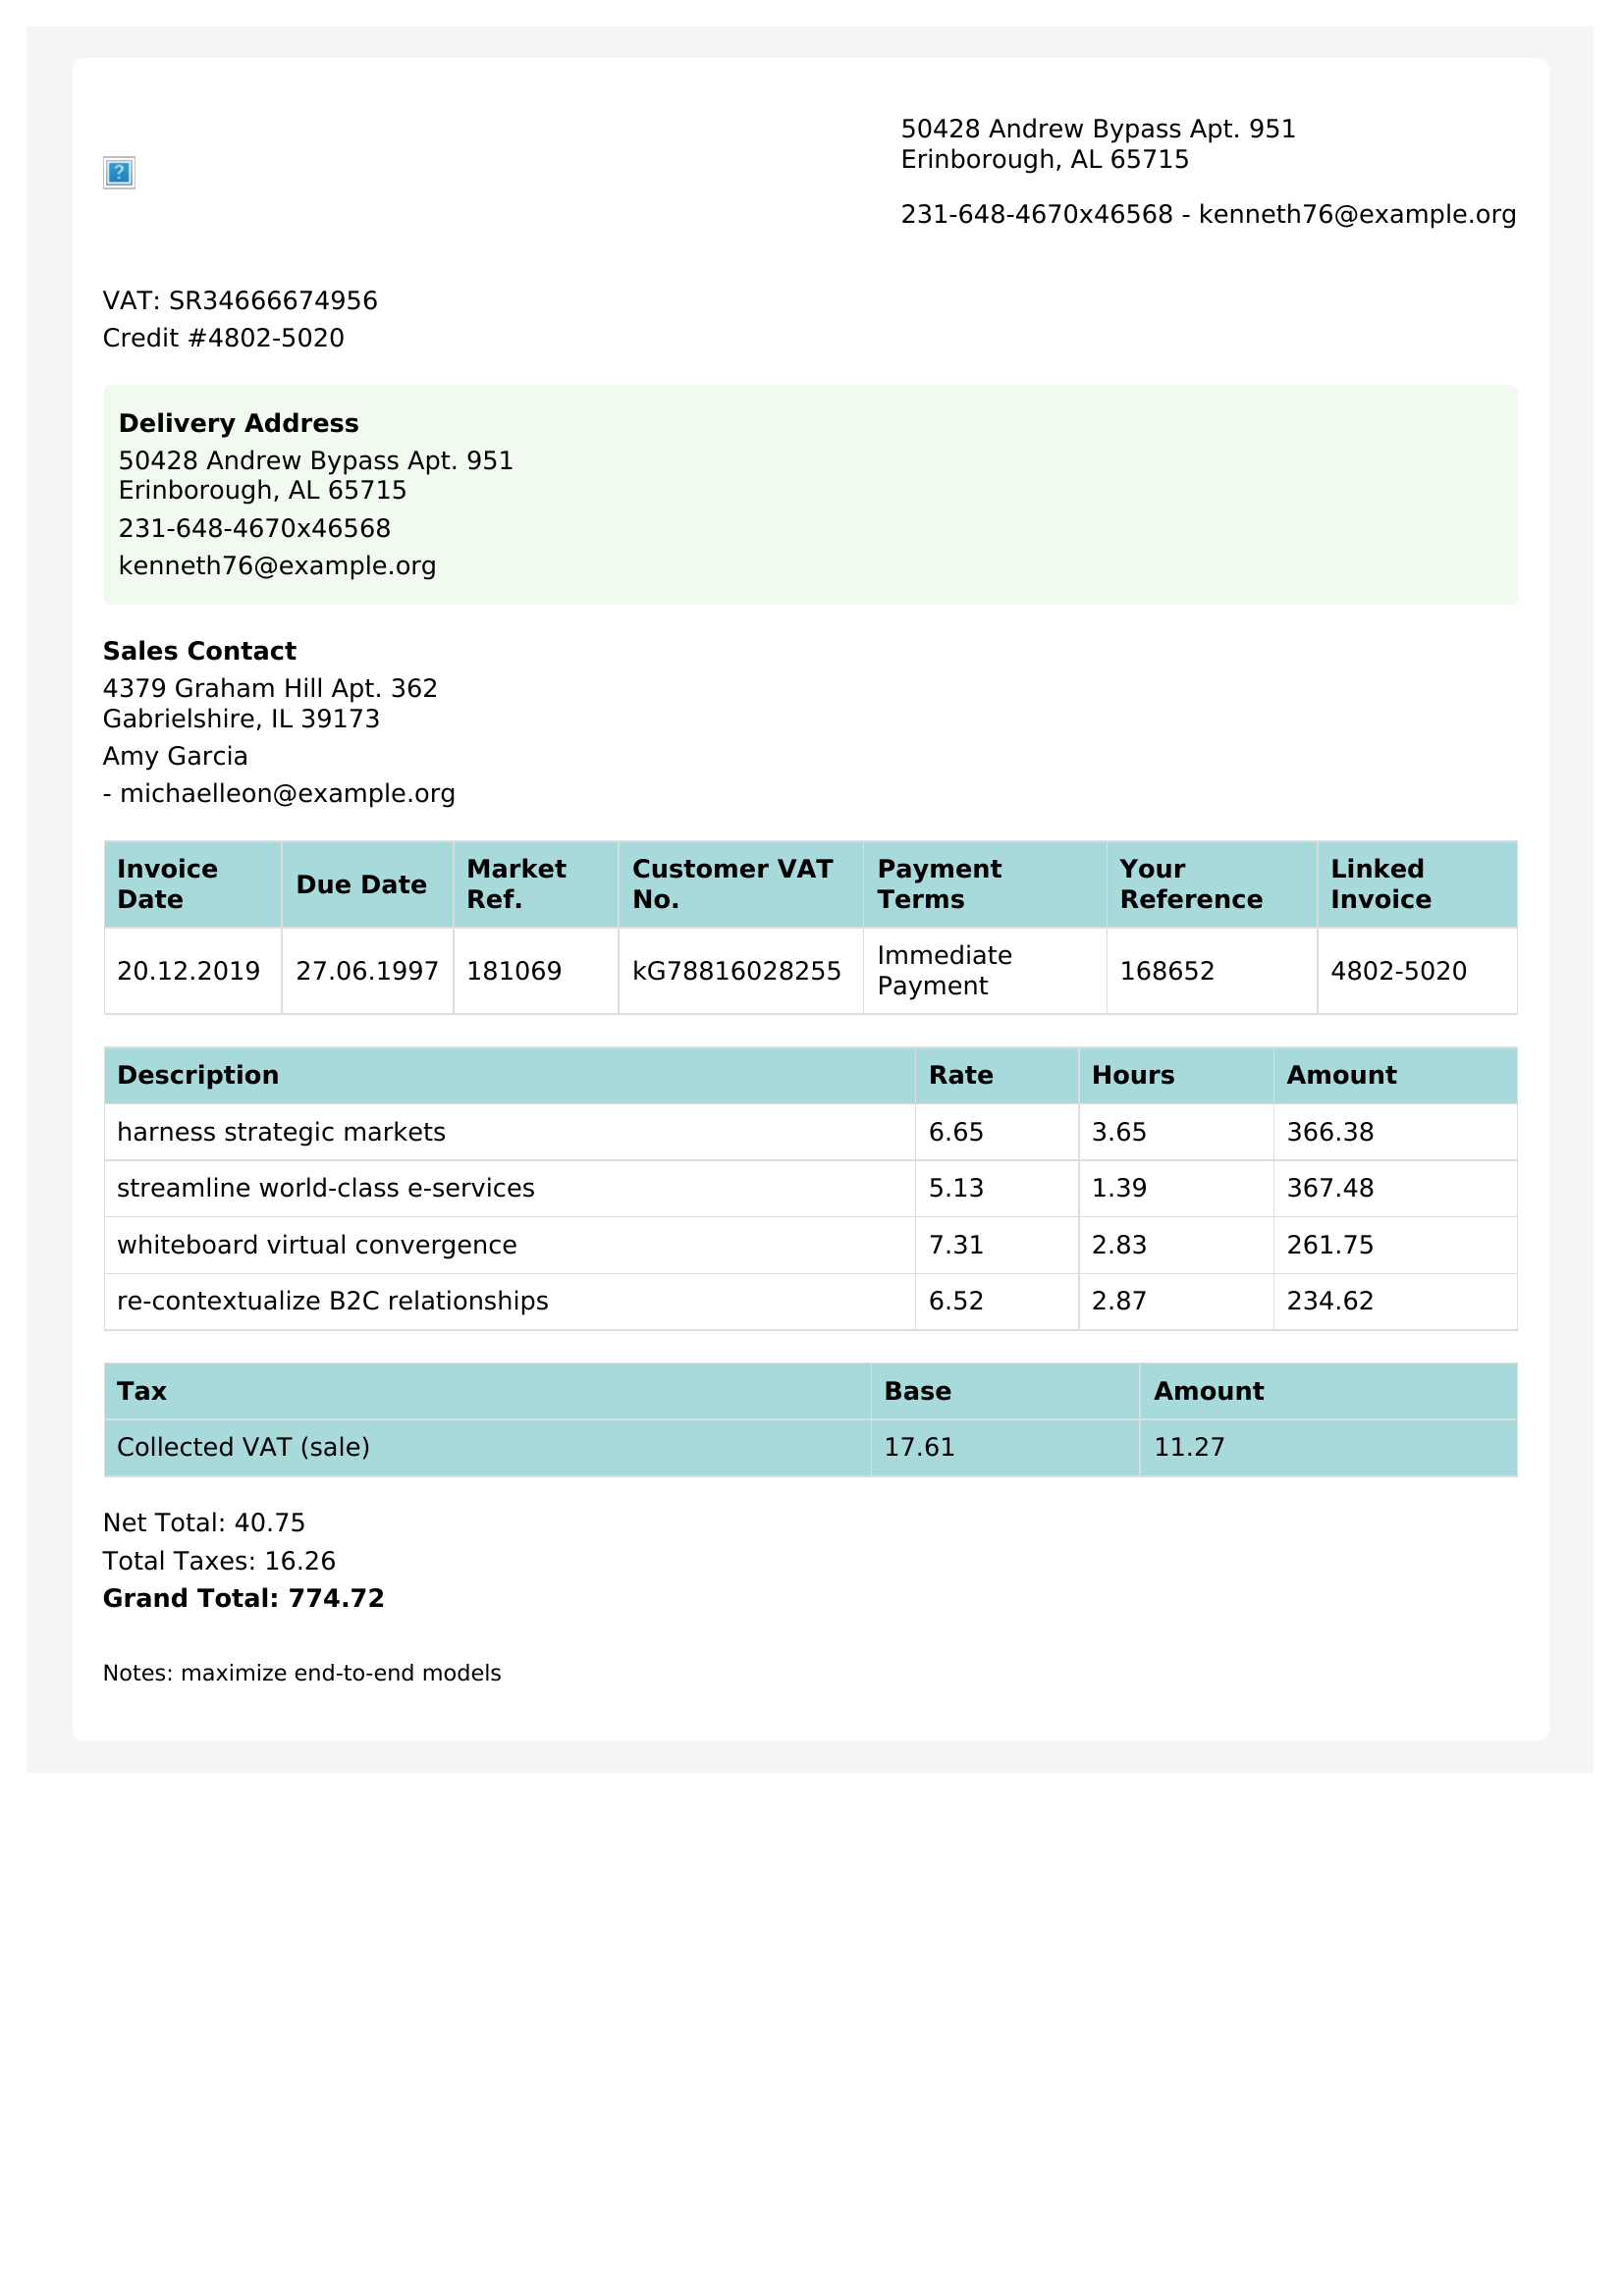 50428 Andrew Bypass Apt. 951
Erinborough, AL 65715
231-648-4670x46568 - kenneth76@example.org
VAT: SR34666674956
Credit #4802-5020
Delivery Address
50428 Andrew Bypass Apt. 951
Erinborough, AL 65715
231-648-4670x46568
kenneth76@example.org
Sales Contact
4379 Graham Hill Apt. 362
Gabrielshire, IL 39173
Amy Garcia
- michaelleon@example.org
Invoice Date Due Date Market Ref. Customer VAT No. Payment Terms Your Reference Linked Invoice
20.12.2019 27.06.1997 181069 kG78816028255 Immediate Payment 168652 4802-5020
Description Rate Hours Amount
harness strategic markets 6.65 3.65 366.38
streamline world-class e-services 5.13 1.39 367.48
whiteboard virtual convergence 7.31 2.83 261.75
re-contextualize B2C relationships 6.52 2.87 234.62
Tax Base Amount
Collected VAT (sale) 17.61 11.27
Net Total: 40.75
Total Taxes: 16.26
Grand Total: 774.72
Notes: maximize end-to-end models